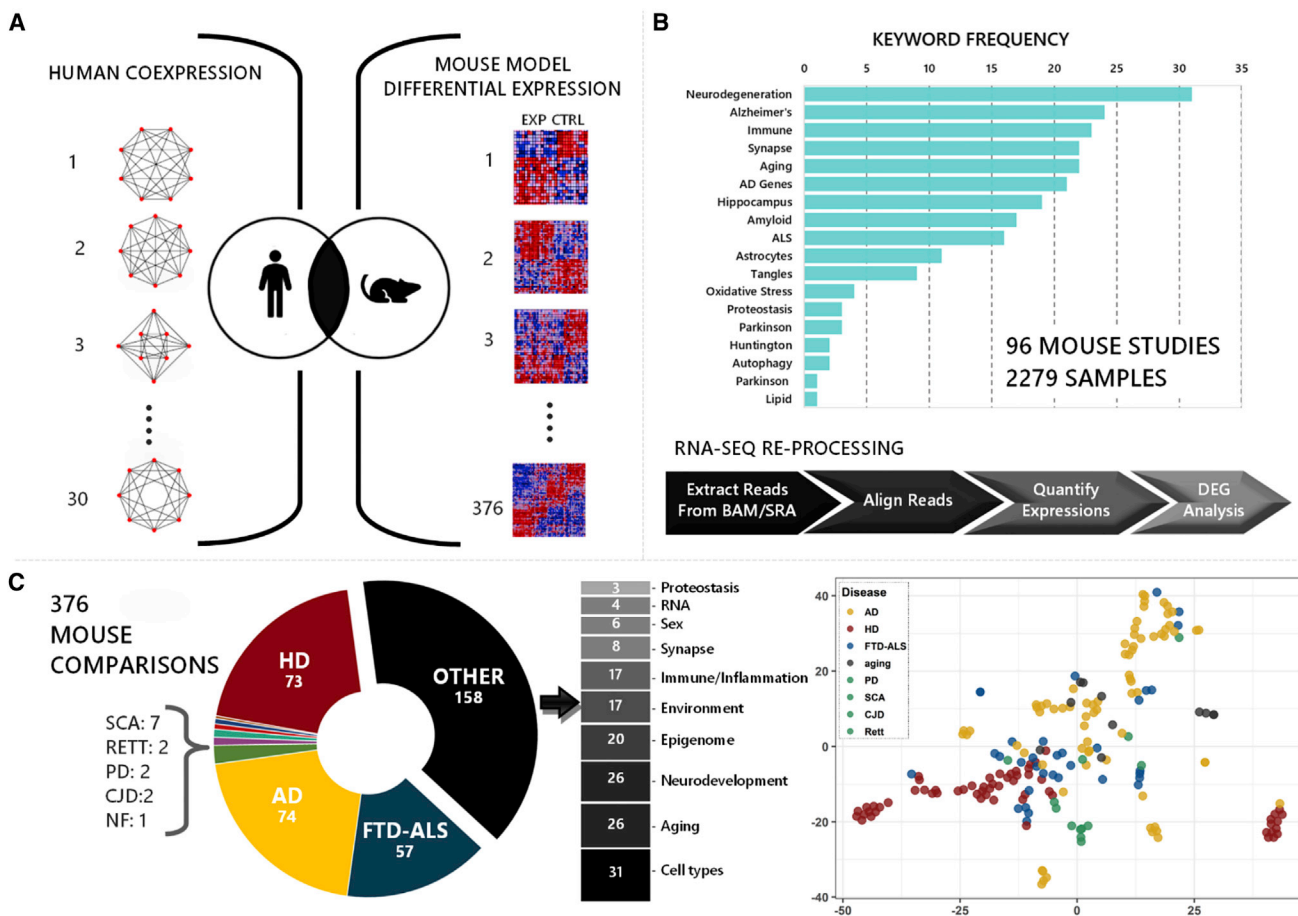 A
HUMAN COEXPRESSION
1
2
3
30
MOUSE MODEL
DIFFERENTIAL EXPRESSION
EXP CTRL
1
2
3
376
B
KEYWORD FREQUENCY
0 5 10 15 20 25 30 35
Neurodegeneration
Alzheimer's
Immune
Synapse
Aging
AD Genes
Hippocampus
Amyloid
ALS
Astrocytes
Tangles
Oxidative Stress
Proteostasis
Parkinson
Huntington
Autophagy
Parkinson
Lipid
96 MOUSE STUDIES
2279 SAMPLES
RNA-SEQ RE-PROCESSING
Extract Reads
From BAM/SRA
Align Reads
Quantify
Expressions
DEG
Analysis
C
376
MOUSE
COMPARISONS
SCA: 7
RETT: 2
PD: 2
CJD:2
NF: 1
HD
73
OTHER
158
AD
74
FTD-ALS
57
3 Proteostasis
4 RNA
6 Sex
8 Synapse
17 Immune/Inflammation
17 Environment
20 Epigenome
26 Neurodevelopment
26 Aging
31 Cell types
Disease
AD
HD
FTD-ALS
aging
PD
SCA
CJD
Rett
40
20
0
-20
-40
-50 -25 0 25 50